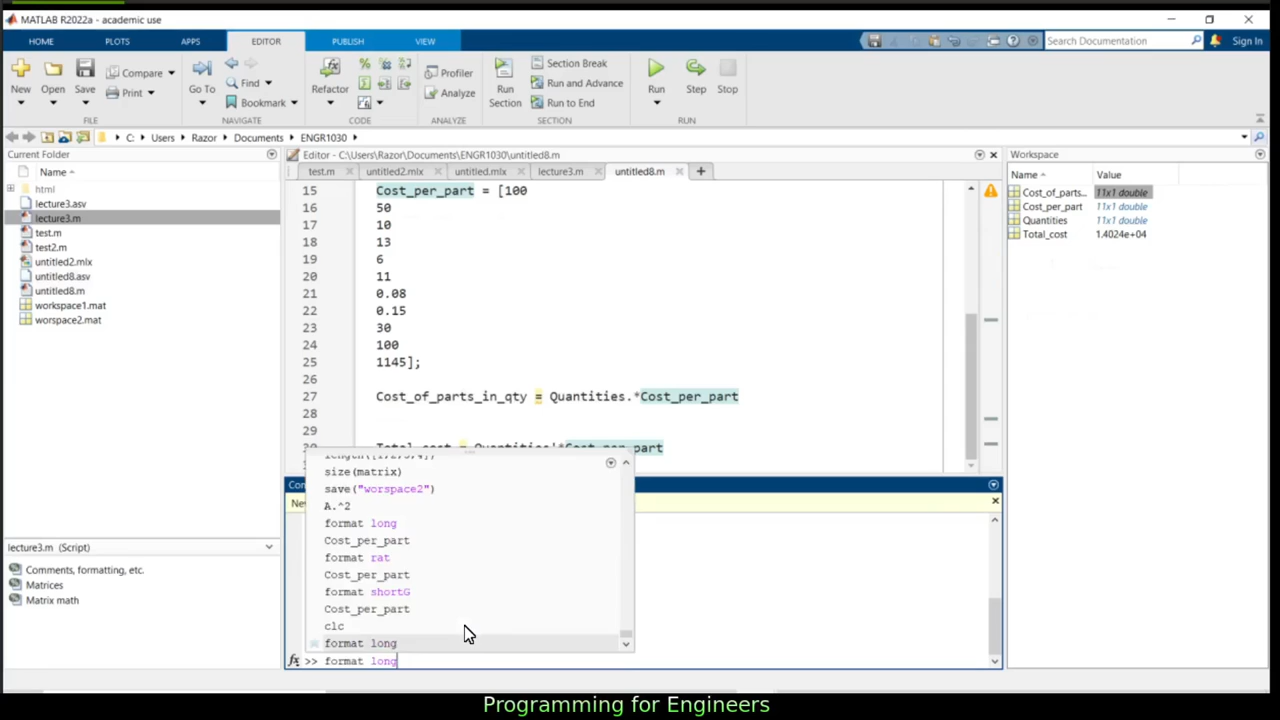 MATLAB R2022a - academic use
HOME PLOTS APPS EDITOR PUBLISH VIEW
Search Documentation
Sign In
New
Open
Save
Compare
Print
Go To
Find
Bookmark
Refactor
Profiler
Analyze
Run Section
Section Break
Run and Advance
Run to End
Run
Step
Stop
FILE NAVIGATE CODE ANALYZE SECTION RUN
C: Users Razor Documents ENGR1030
Current Folder
Name
html
lecture3.asv
lecture3.m
test.m
test2.m
untitled2.mlx
untitled8.asv
untitled8.m
workspace1.mat
worspace2.mat
lecture3.m (Script)
Comments, formatting, etc.
Matrices
Matrix math
Editor - C:\Users\Razor\Documents\ENGR1030\untitled8.m
test.m untitled2.mlx untitled.mlx lecture3.m untitled8.m
15 Cost_per_part = [100
16 50
17 10
18 13
19 6
20 11
21 0.08
22 0.15
23 30
24 100
25 1145];
26
27 Cost_of_parts_in_qty = Quantities.*Cost_per_part
28
29
30 Total_cost = Quantities'*Cost_per_part
length([1,2,3,4])
size(matrix)
save("worspace2")
A.^2
format long
Cost_per_part
format rat
Cost_per_part
format shortG
Cost_per_part
clc
format long
fx >> format long
Workspace
Name Value
Cost_of_parts... 11x1 double
Cost_per_part 11x1 double
Quantities 11x1 double
Total_cost 1.4024e+04
Programming for Engineers